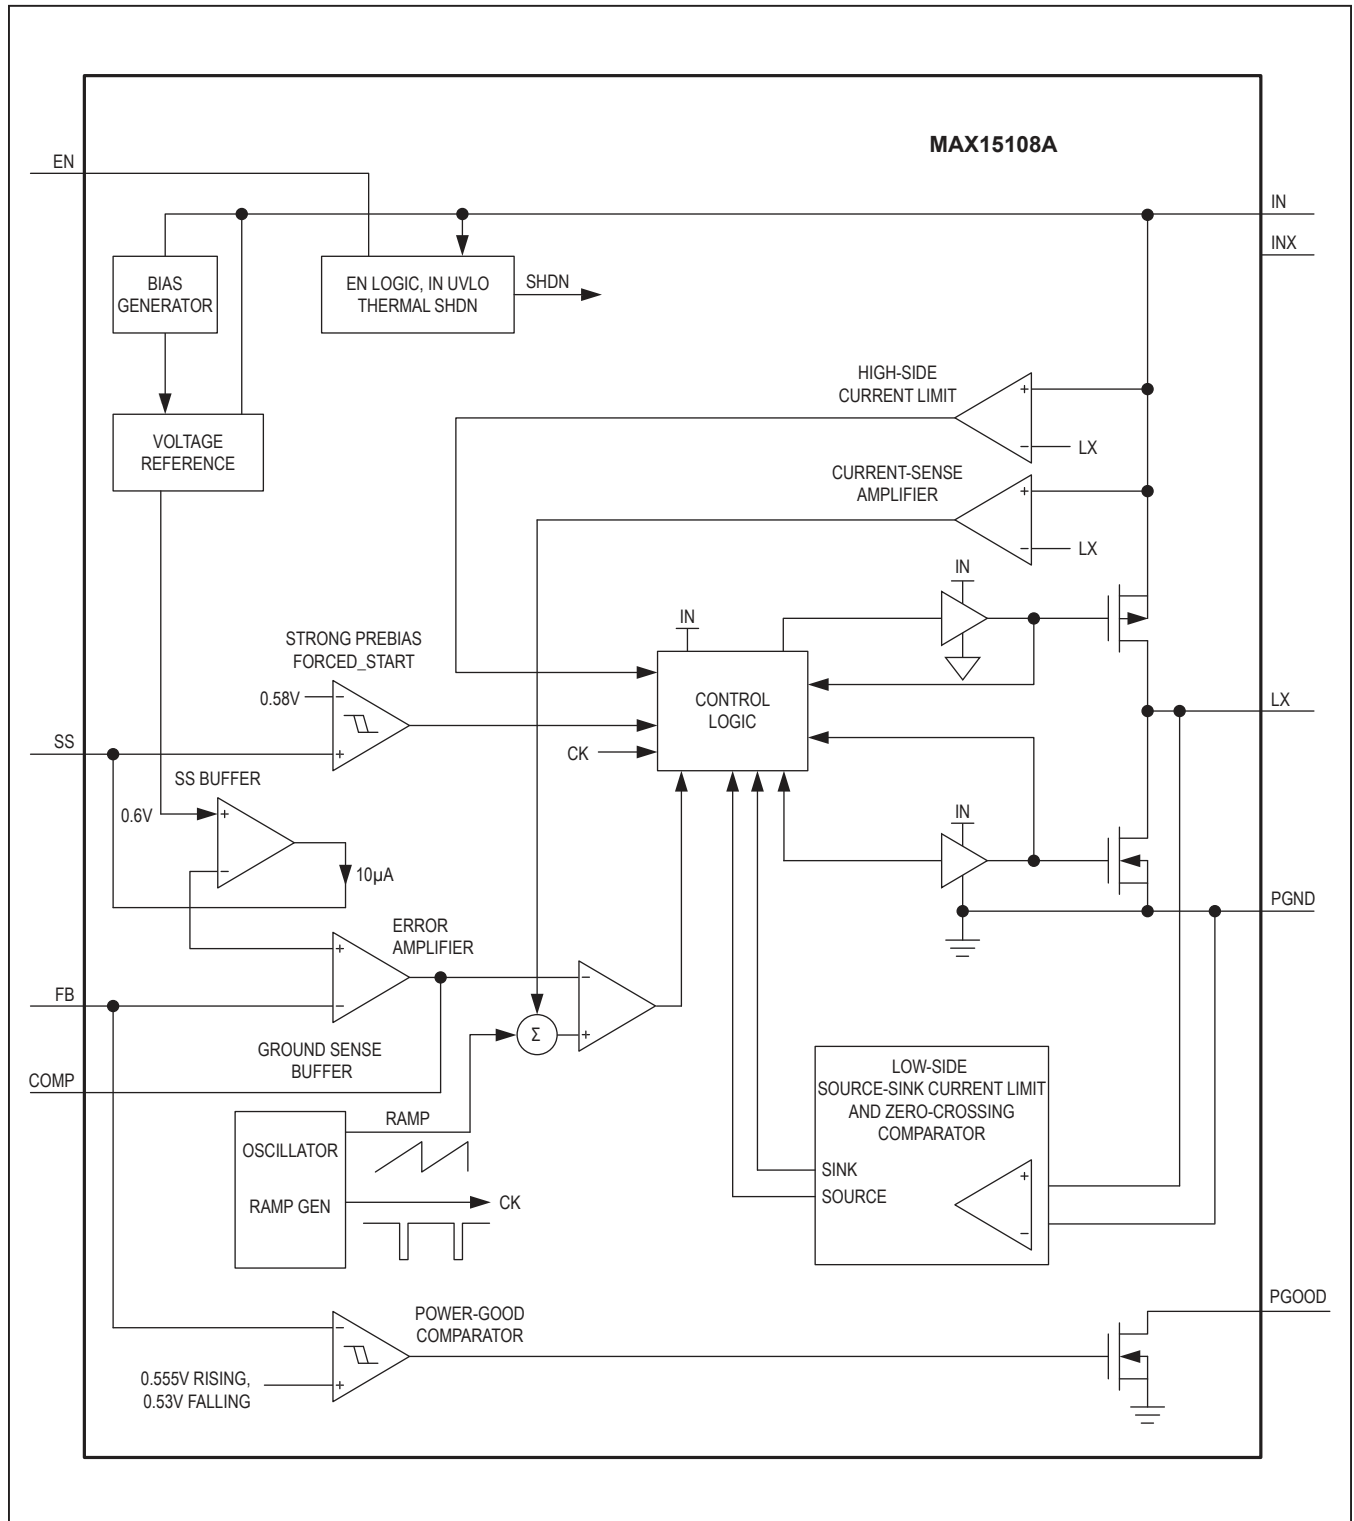 MAX15108A
EN
IN
INX
BIAS
GENERATOR
EN LOGIC, IN UVLO
THERMAL SHDN
SHDN
HIGH-SIDE
CURRENT LIMIT
+
−
LX
VOLTAGE
REFERENCE
CURRENT-SENSE
AMPLIFIER
+
−
LX
IN
IN
STRONG PREBIAS
FORCED_START
0.58V
−
+
CONTROL
LOGIC
CK
LX
SS
SS BUFFER
0.6V
+
−
10µA
IN
PGND
ERROR
AMPLIFIER
+
−
−
+
FB
Σ
GROUND SENSE
BUFFER
COMP
LOW-SIDE
SOURCE-SINK CURRENT LIMIT
AND ZERO-CROSSING
COMPARATOR
SINK
SOURCE
+
−
RAMP
OSCILLATOR
RAMP GEN
CK
PGOOD
POWER-GOOD
COMPARATOR
−
+
0.555V RISING,
0.53V FALLING